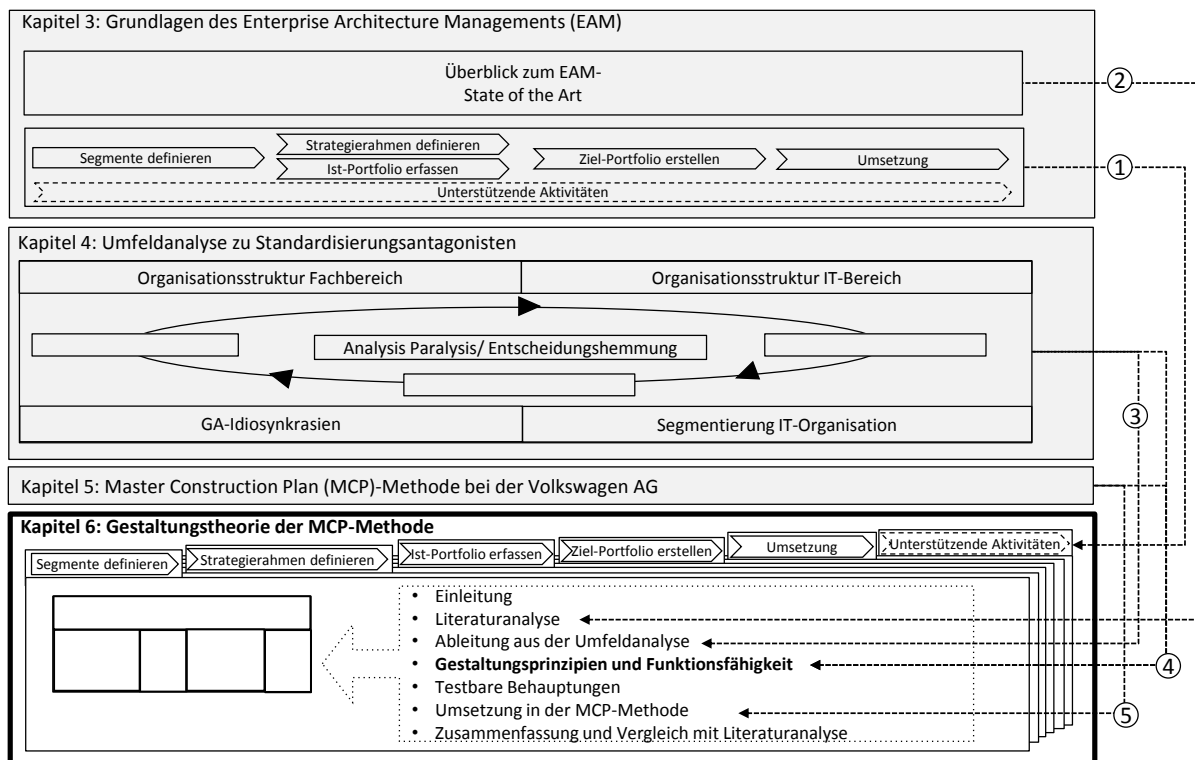 Kapitel 3: Grundlagen des Enterprise Architecture Managements (EAM)
Überblick zum EAM-
State of the Art
②
Segmente definieren
Strategierahmen definieren
Ist-Portfolio erfassen
Ziel-Portfolio erstellen
Umsetzung
Unterstützende Aktivitäten
①
Kapitel 4: Umfeldanalyse zu Standardisierungsantagonisten
Organisationsstruktur Fachbereich
Organisationsstruktur IT-Bereich
Analysis Paralysis/ Entscheidungshemmung
GA-Idiosynkrasien
Segmentierung IT-Organisation
③
Kapitel 5: Master Construction Plan (MCP)-Methode bei der Volkswagen AG
Kapitel 6: Gestaltungstheorie der MCP-Methode
Segmente definieren
Strategierahmen definieren
Ist-Portfolio erfassen
Ziel-Portfolio erstellen
Umsetzung
Unterstützende Aktivitäten
• Einleitung
• Literaturanalyse
• Ableitung aus der Umfeldanalyse
• Gestaltungsprinzipien und Funktionsfähigkeit
④
• Testbare Behauptungen
• Umsetzung in der MCP-Methode
⑤
• Zusammenfassung und Vergleich mit Literaturanalyse